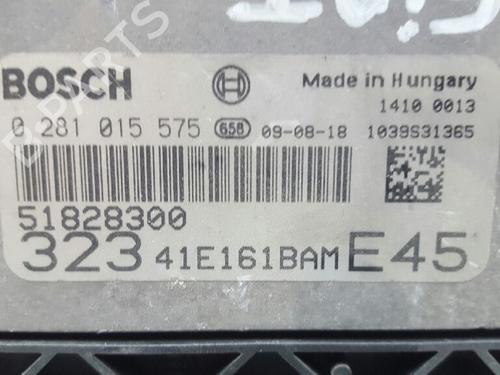 BOSCH
Made in Hungary
1410 0013
0 281 015 575 658 09-08-18 1039S31365
51828300
323 41E161BAM E45
B-PARTS